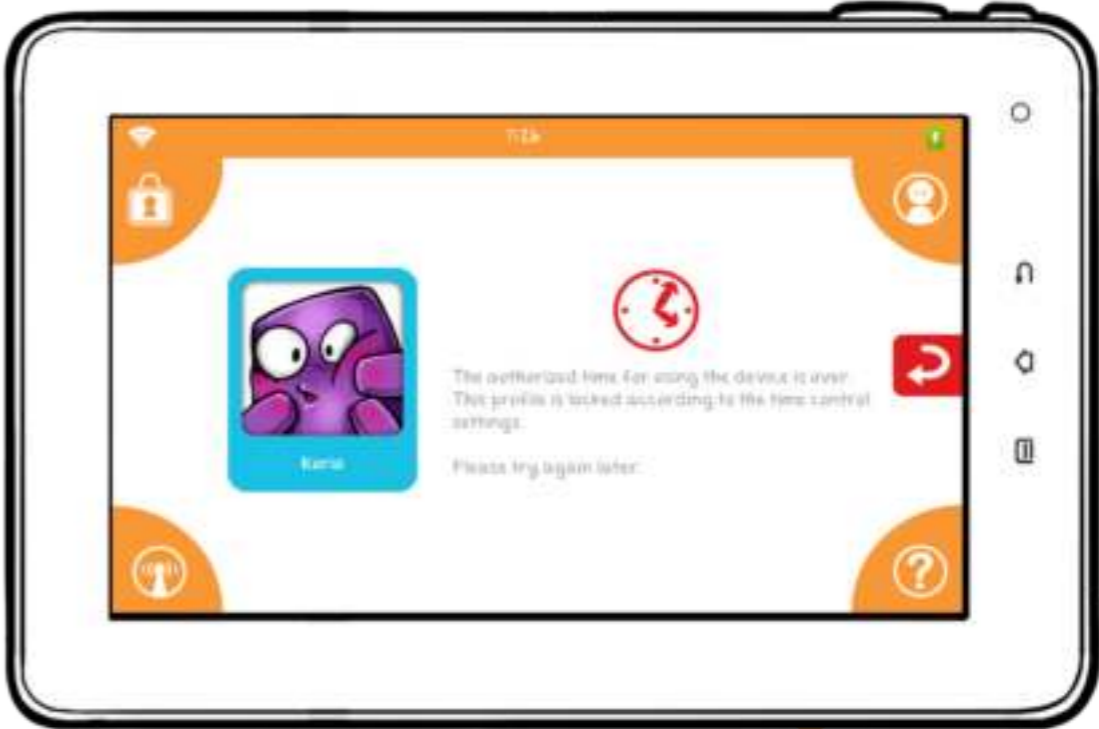 The authorized time for using the device is over.
This profile is locked according to the time control
settings.
Please try again later.